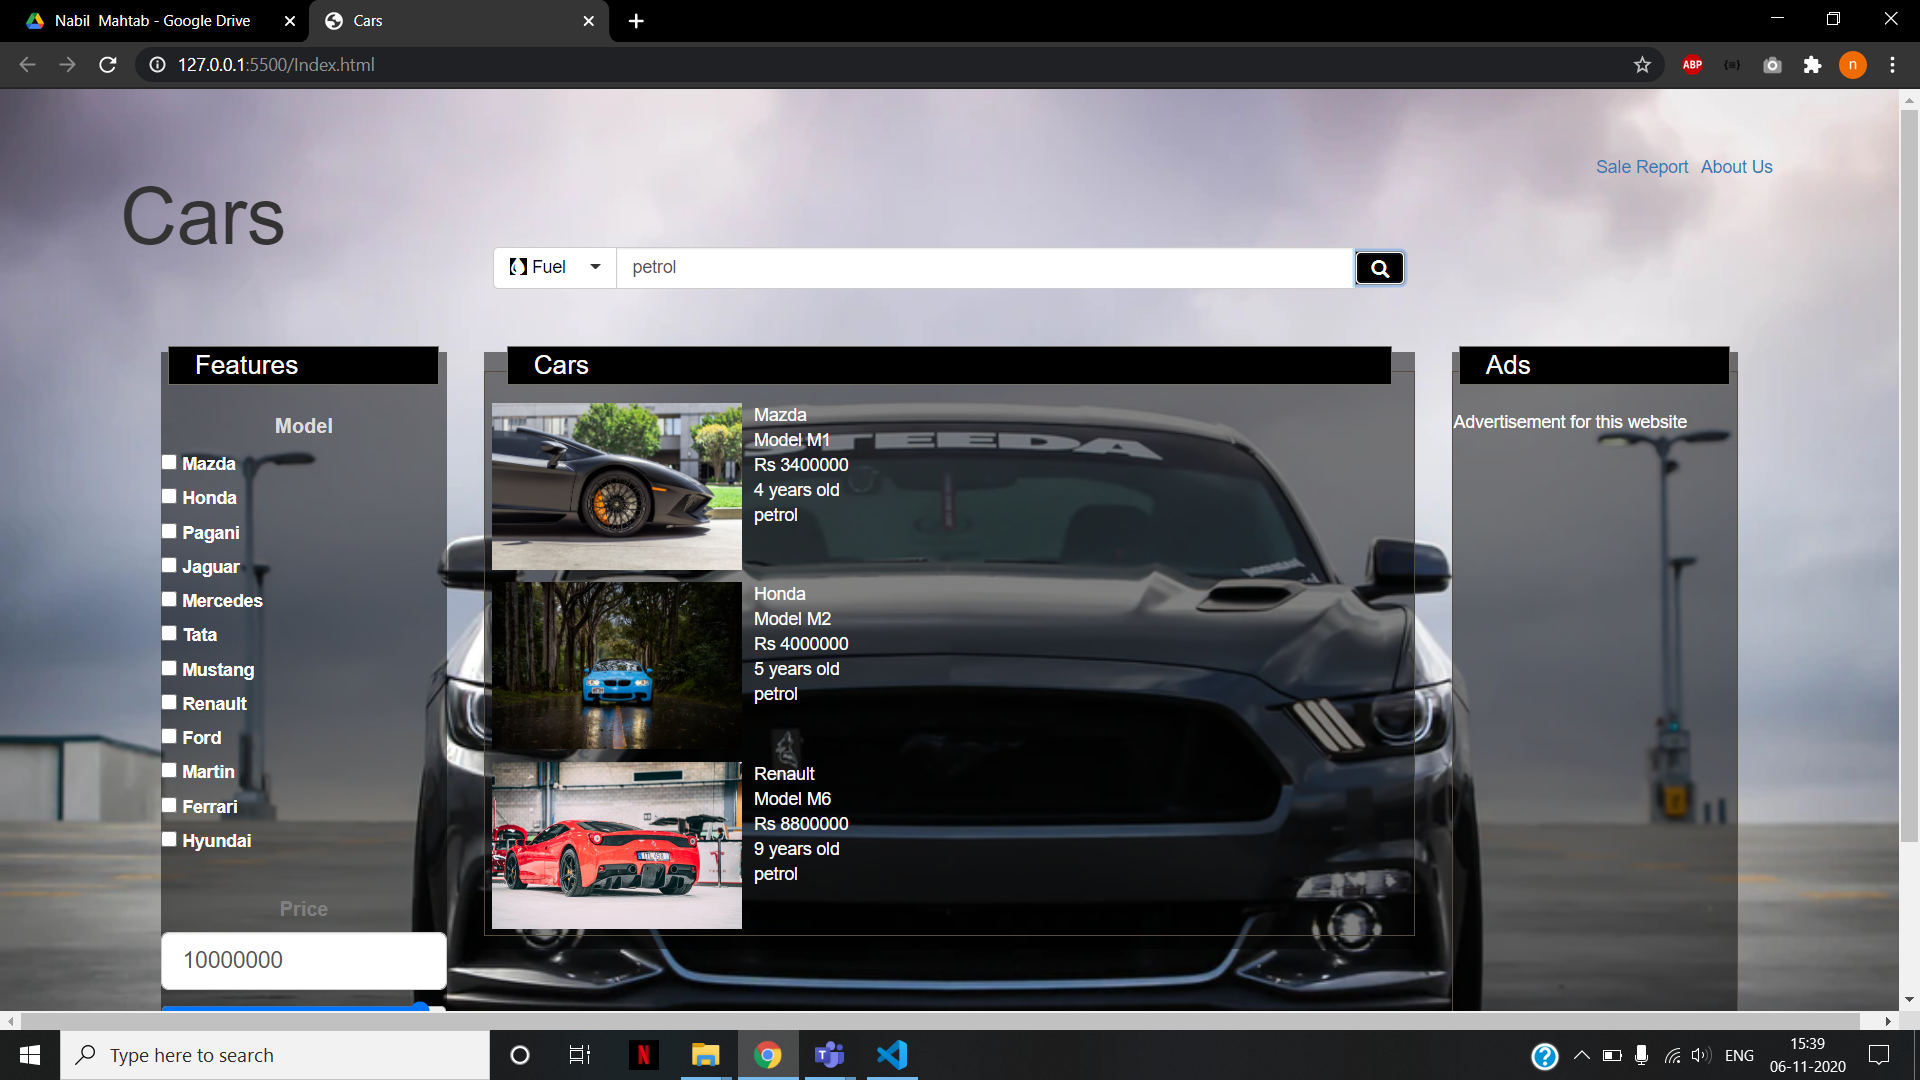 Nabil Mahtab - Google Drive
Cars
127.0.0.1:5500/Index.html
ABP
n
Sale Report About Us
Cars
Fuel
petrol
Features
Model
Mazda
Honda
Pagani
Jaguar
Mercedes
Tata
Mustang
Renault
Ford
Martin
Ferrari
Hyundai
Price
10000000
Cars
STEEDA
Mazda
Model M1
Rs 3400000
4 years old
petrol
Honda
Model M2
Rs 4000000
5 years old
petrol
Renault
Model M6
Rs 8800000
9 years old
petrol
Ads
Advertisement for this website
Type here to search
N
T
ENG
15:39
06-11-2020